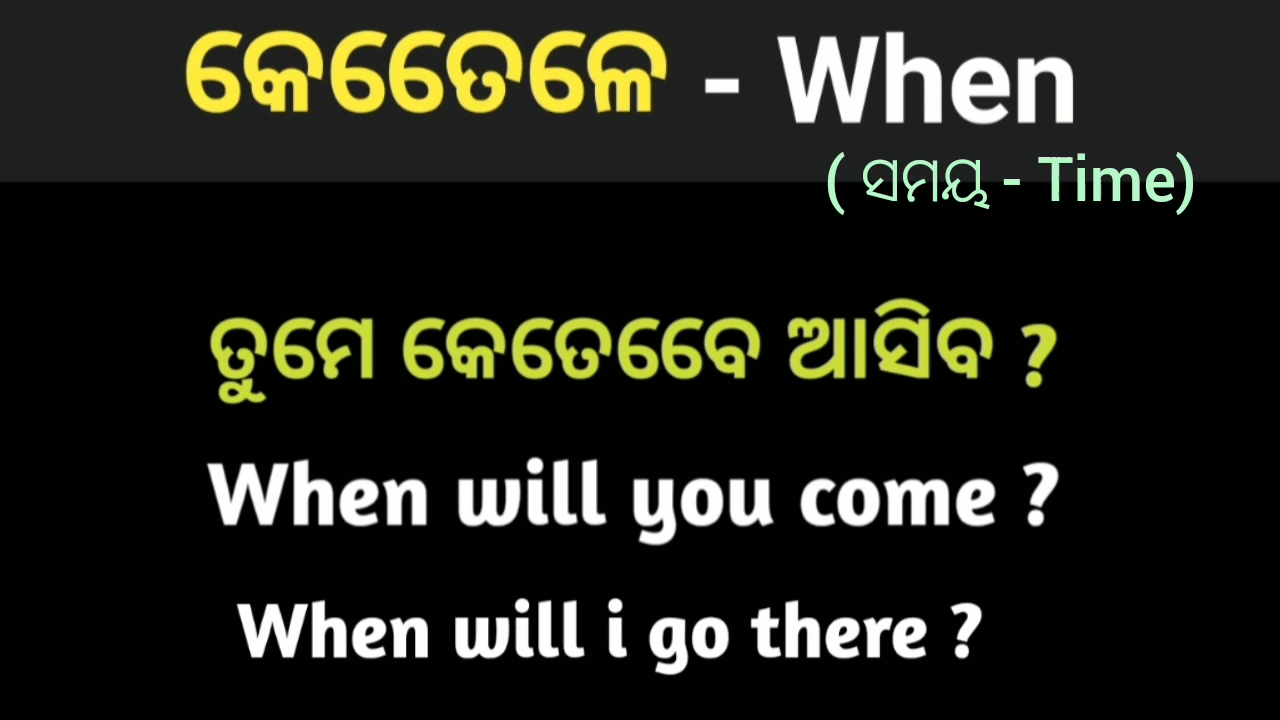 କେତେେଳେ - When
( ସମୟ - Time)
ତୁମେ କେତେବେେ ଆସିବ ?
When will you come ?
When will i go there ?